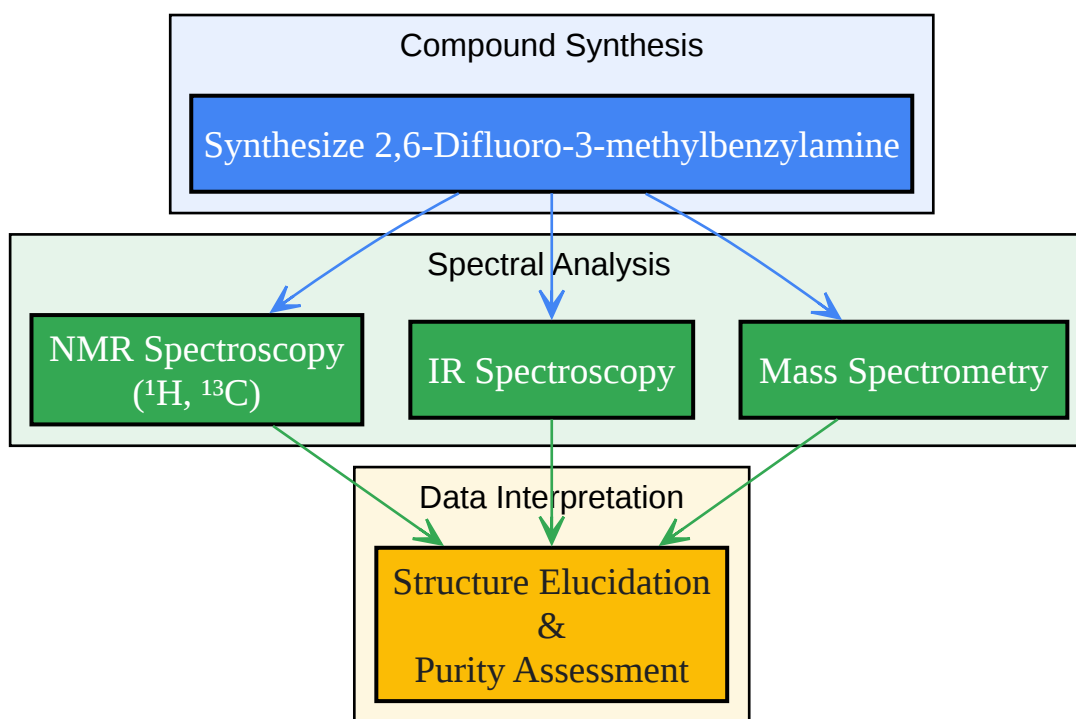 Compound Synthesis
Synthesize 2,6-Difluoro-3-methylbenzylamine
Spectral Analysis
NMR Spectroscopy
(¹H, ¹³C)
IR Spectroscopy
Mass Spectrometry
Data Interpretation
Structure Elucidation
&
Purity Assessment